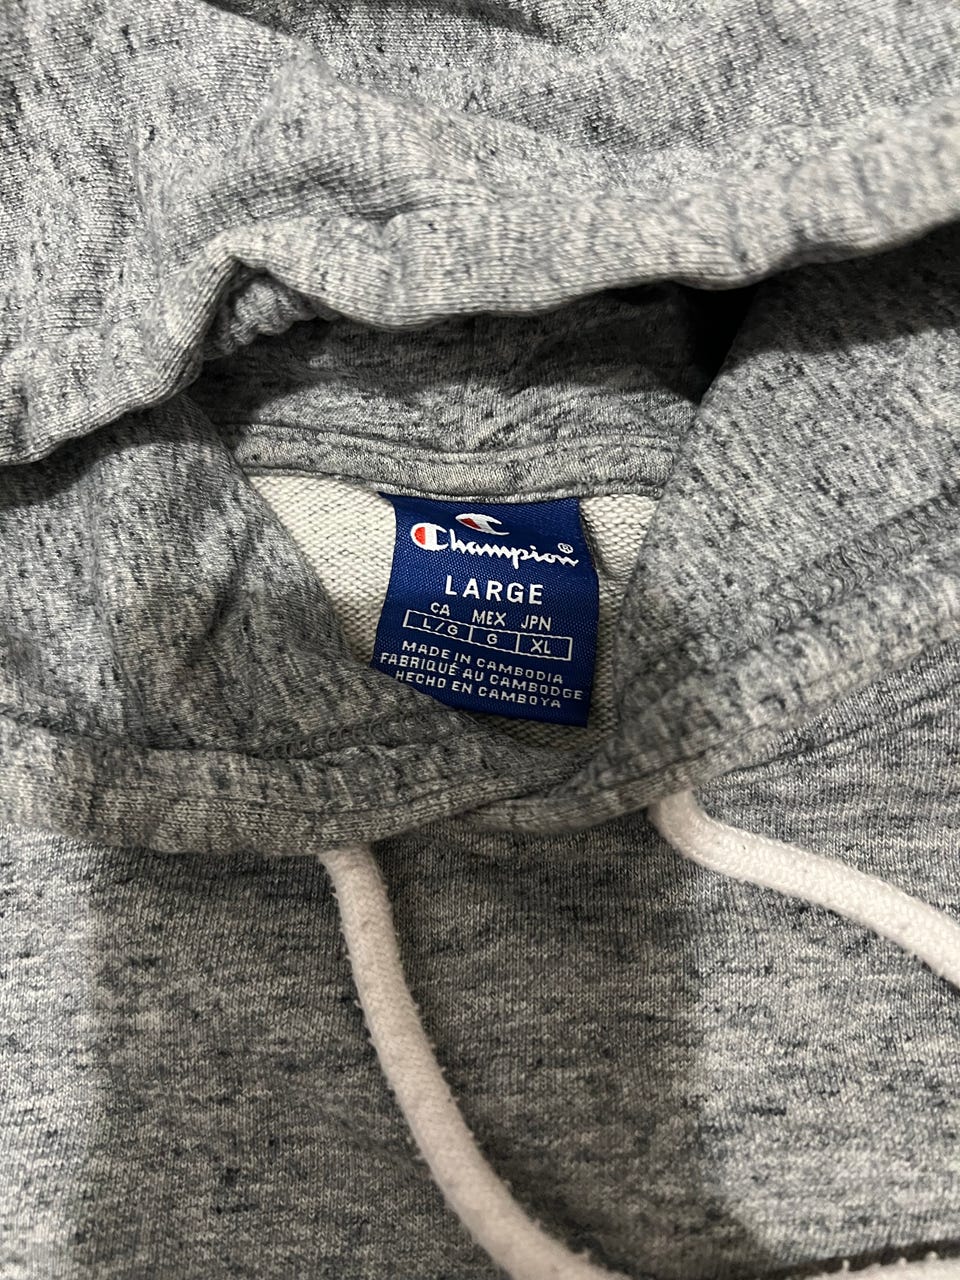 Champion®
LARGE
CA MEX JPN
L/G G XL
MADE IN CAMBODIA
FABRIQUÉ AU CAMBODGE
HECHO EN CAMBOYA